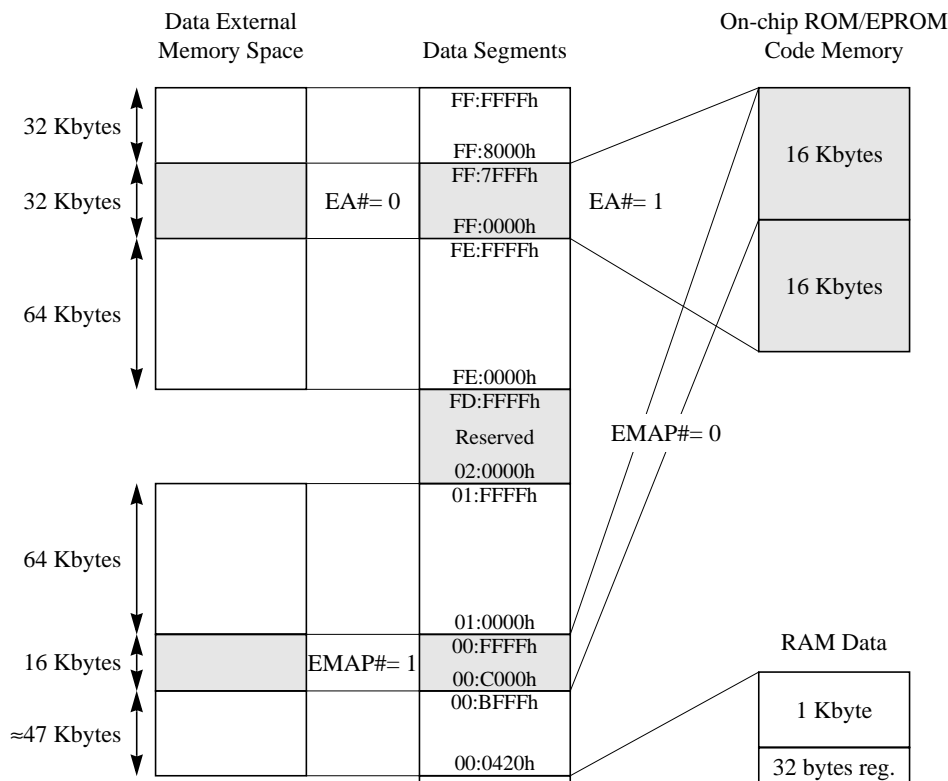 Data External
Memory Space
Data Segments
On-chip ROM/EPROM
Code Memory
32 Kbytes
FF:FFFFh
FF:8000h
16 Kbytes
32 Kbytes
EA#= 0
FF:7FFFh
FF:0000h
EA#= 1
16 Kbytes
64 Kbytes
FE:FFFFh
FE:0000h
FD:FFFFh
Reserved
02:0000h
EMAP#= 0
64 Kbytes
01:FFFFh
01:0000h
16 Kbytes
EMAP#= 1
00:FFFFh
00:C000h
RAM Data
≈47 Kbytes
00:BFFFh
00:0420h
1 Kbyte
32 bytes reg.